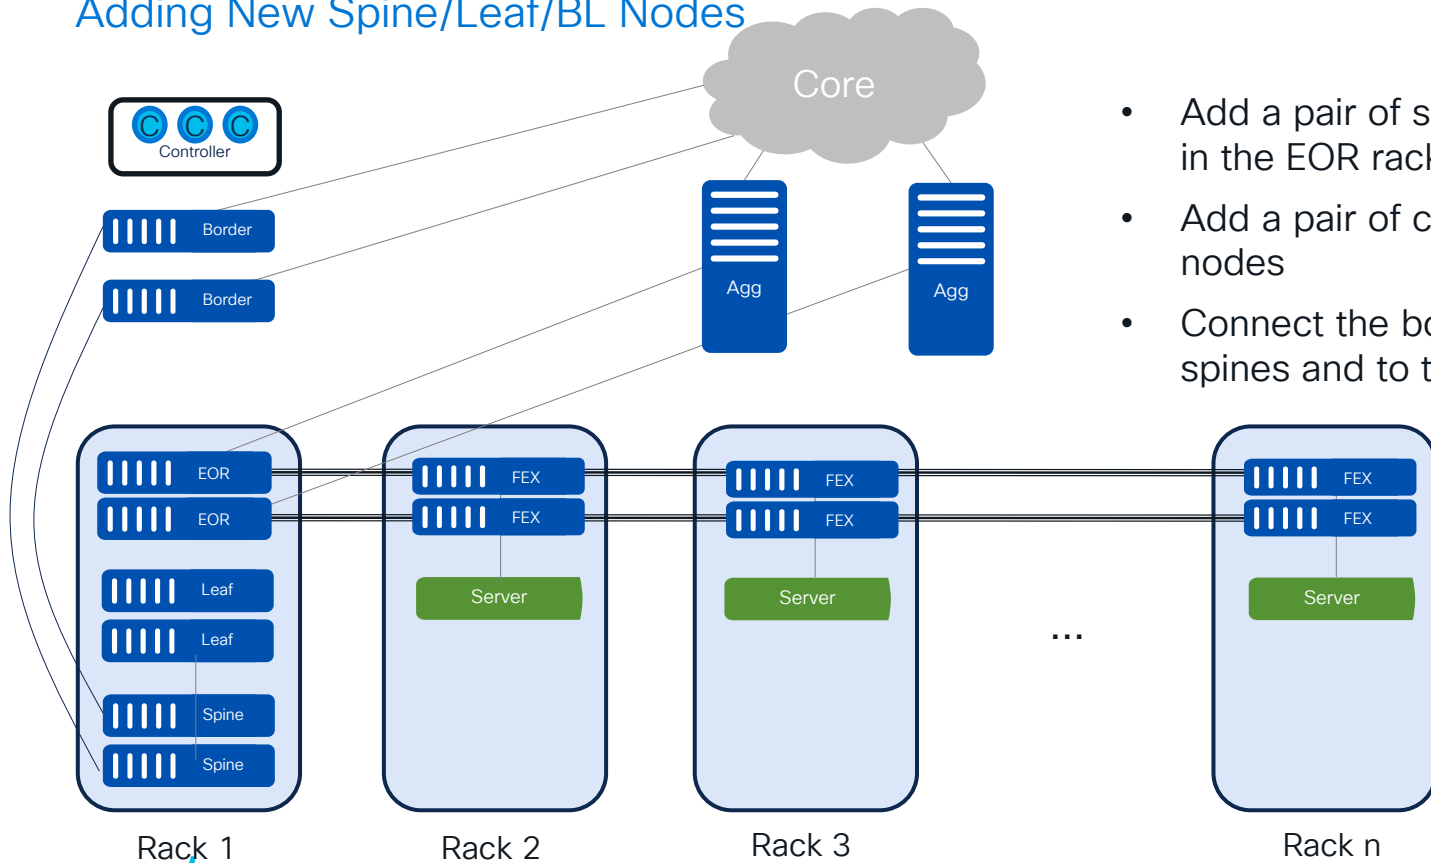 Adding New Spine/Leaf/BL Nodes
Core
C C C
Controller
Border
Border
Agg
Agg
• Add a pair of
in the EOR
• Add a pair of
nodes
• Connect the
spines and to
EOR
EOR
Leaf
Leaf
Spine
Spine
FEX
FEX
Server
FEX
FEX
Server
...
FEX
FEX
Server
Rack 1
Rack 2
Rack 3
Rack n